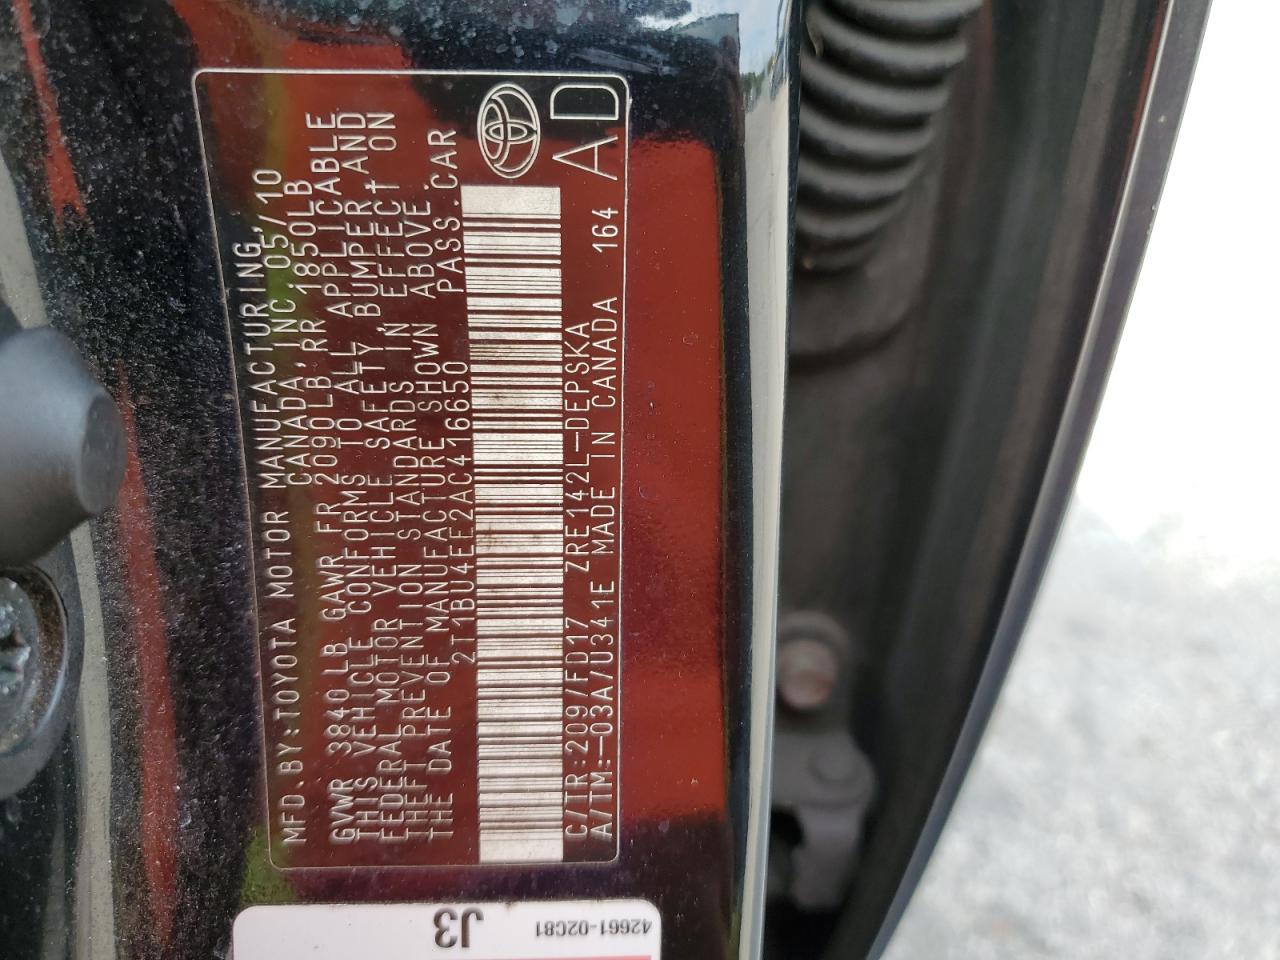 MFD.BY:TOYOTA MOTOR MANUFACTURING,
CANADA,INC. 05/10
GVWR 3840LB GAWR FR 2090LB,RR 1850LB
THIS VEHICLE CONFORMS TO ALL APPLICABLE
FEDERAL MOTOR VEHICLE SAFETY,BUMPER,AND
THEFT PREVENTION STANDARDS IN EFFECT ON
THE DATE OF MANUFACTURE SHOWN ABOVE.
2T1BU4EE2AC416650 PASS.CAR
C/TR:209/FD17 ZRE142L-DEPSKA
A/TM:-03A/U341E MADE IN CANADA 164
AD
J3
42661-02C81